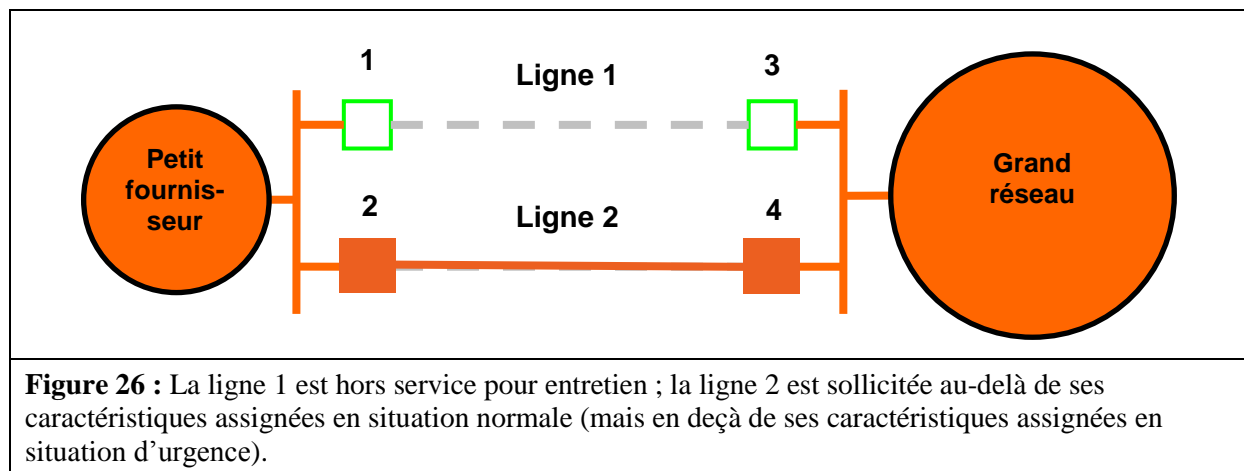 1
Ligne 1
3
Petit
fournis-
seur
Grand
réseau
2
Ligne 2
4
Figure 26 : La ligne 1 est hors service pour entretien ; la ligne 2 est sollicitée au-delà de ses
caractéristiques assignées en situation normale (mais en deçà de ses caractéristiques assignées en
situation d’urgence).